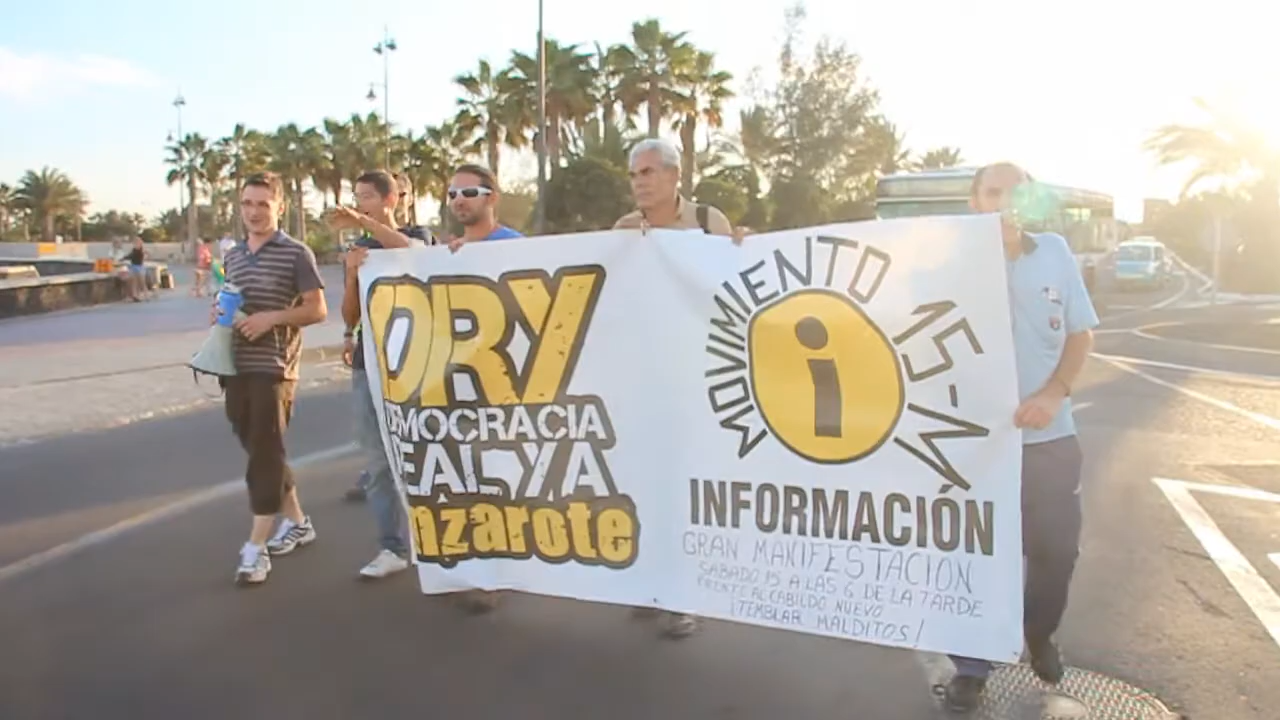 DRY
DEMOCRACIA
REAL YA
nzarote
MOVIMIENTO 15-M
i
INFORMACIÓN
GRAN MANIFESTACION
SABADO 15 A LAS 6 DE LA TARDE
FRENTE AL CABILDO NUEVO
¡TEMBLAR MALDITOS!